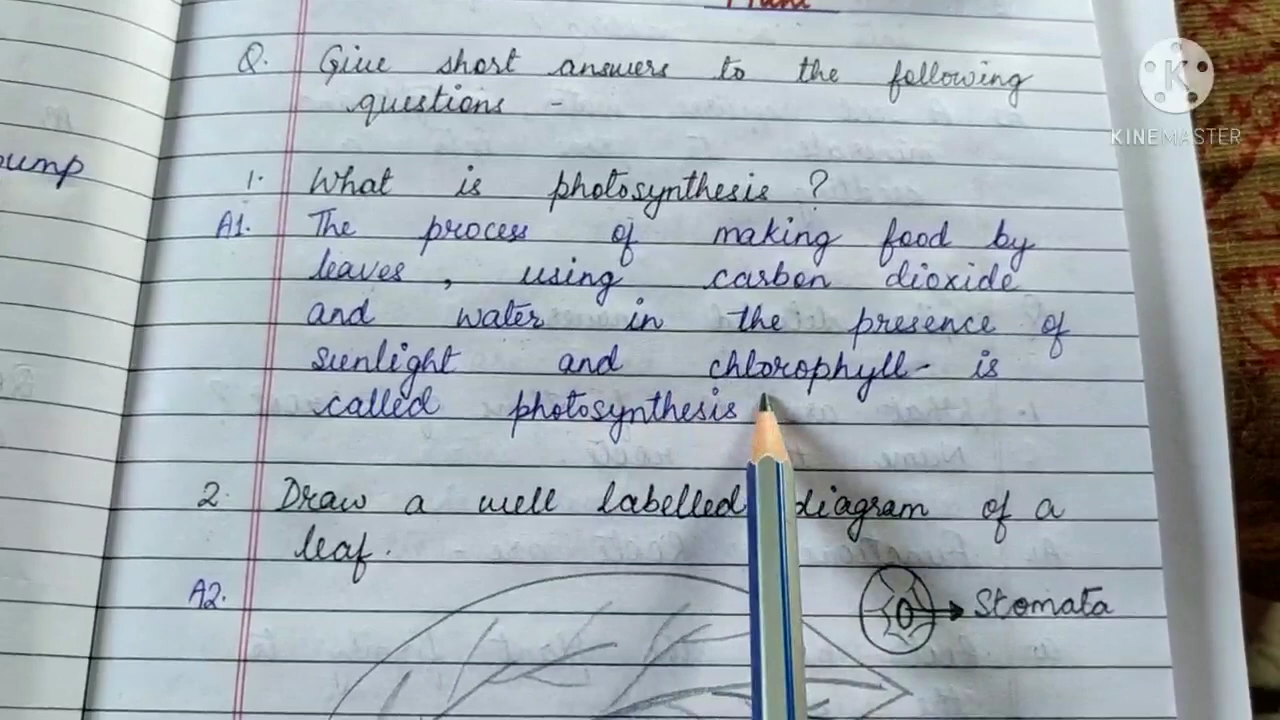 Plant
Q. Give short answers to the following
questions -
ump
1. What is photosynthesis ?
A1. The process of making food by
leaves, using carbon dioxide
and water in the presence of
sunlight and chlorophyll- is
called photosynthesis
2. Draw a well labelled diagram of a
leaf.
A2.
Stomata
K
KINEMASTER